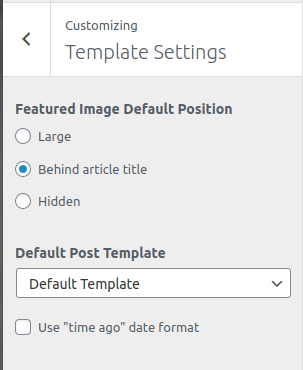 Customizing
Template Settings
Featured Image Default Position
Large
Behind article title
Hidden
Default Post Template
Default Template
Use "time ago" date format